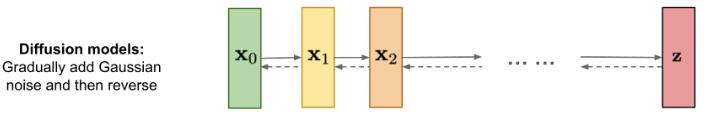 Diffusion models:
Gradually add Gaussian
noise and then reverse
x₀
x₁
x₂
... ...
z